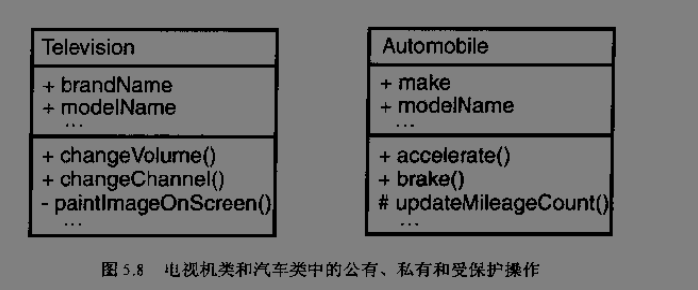 Television
+ brandName
+ modelName
...
+ changeVolume()
+ changeChannel()
- paintImageOnScreen()
...
Automobile
+ make
+ modelName
...
+ accelerate()
+ brake()
# updateMileageCount()
...
图 5.8 电视机类和汽车类中的公有、私有和受保护操作